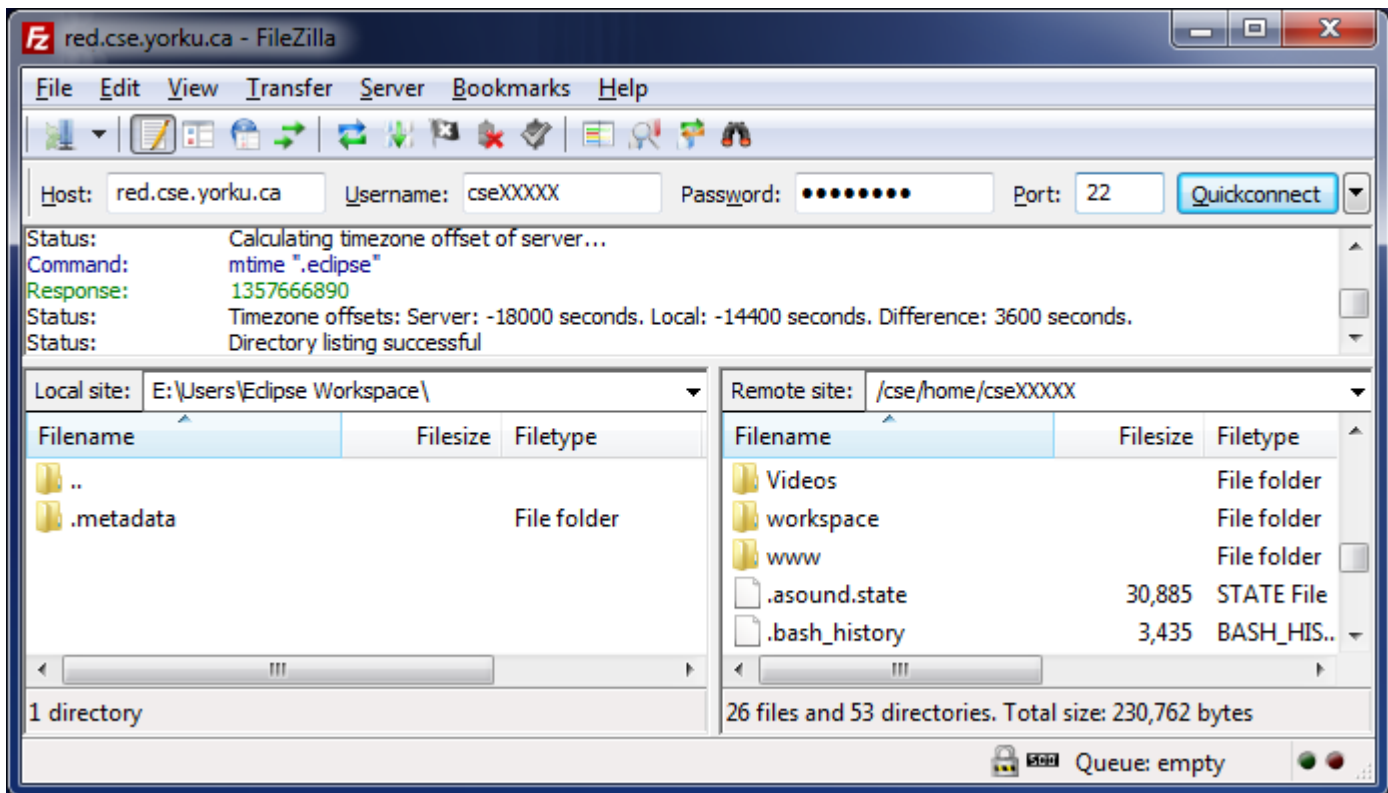 Fz red.cse.yorku.ca - FileZilla
File Edit View Transfer Server Bookmarks Help
Host: red.cse.yorku.ca Username: cseXXXXX Password: ●●●●●●●● Port: 22 Quickconnect
Status: Calculating timezone offset of server...
Command: mtime ".eclipse"
Response: 1357666890
Status: Timezone offsets: Server: -18000 seconds. Local: -14400 seconds. Difference: 3600 seconds.
Status: Directory listing successful
Local site: E:\Users\Eclipse Workspace\ Remote site: /cse/home/cseXXXXX
Filename Filesize Filetype Filename Filesize Filetype
.. Videos File folder
.metadata File folder workspace File folder
www File folder
.asound.state 30,885 STATE File
.bash_history 3,435 BASH_HIS..
1 directory 26 files and 53 directories. Total size: 230,762 bytes
Queue: empty